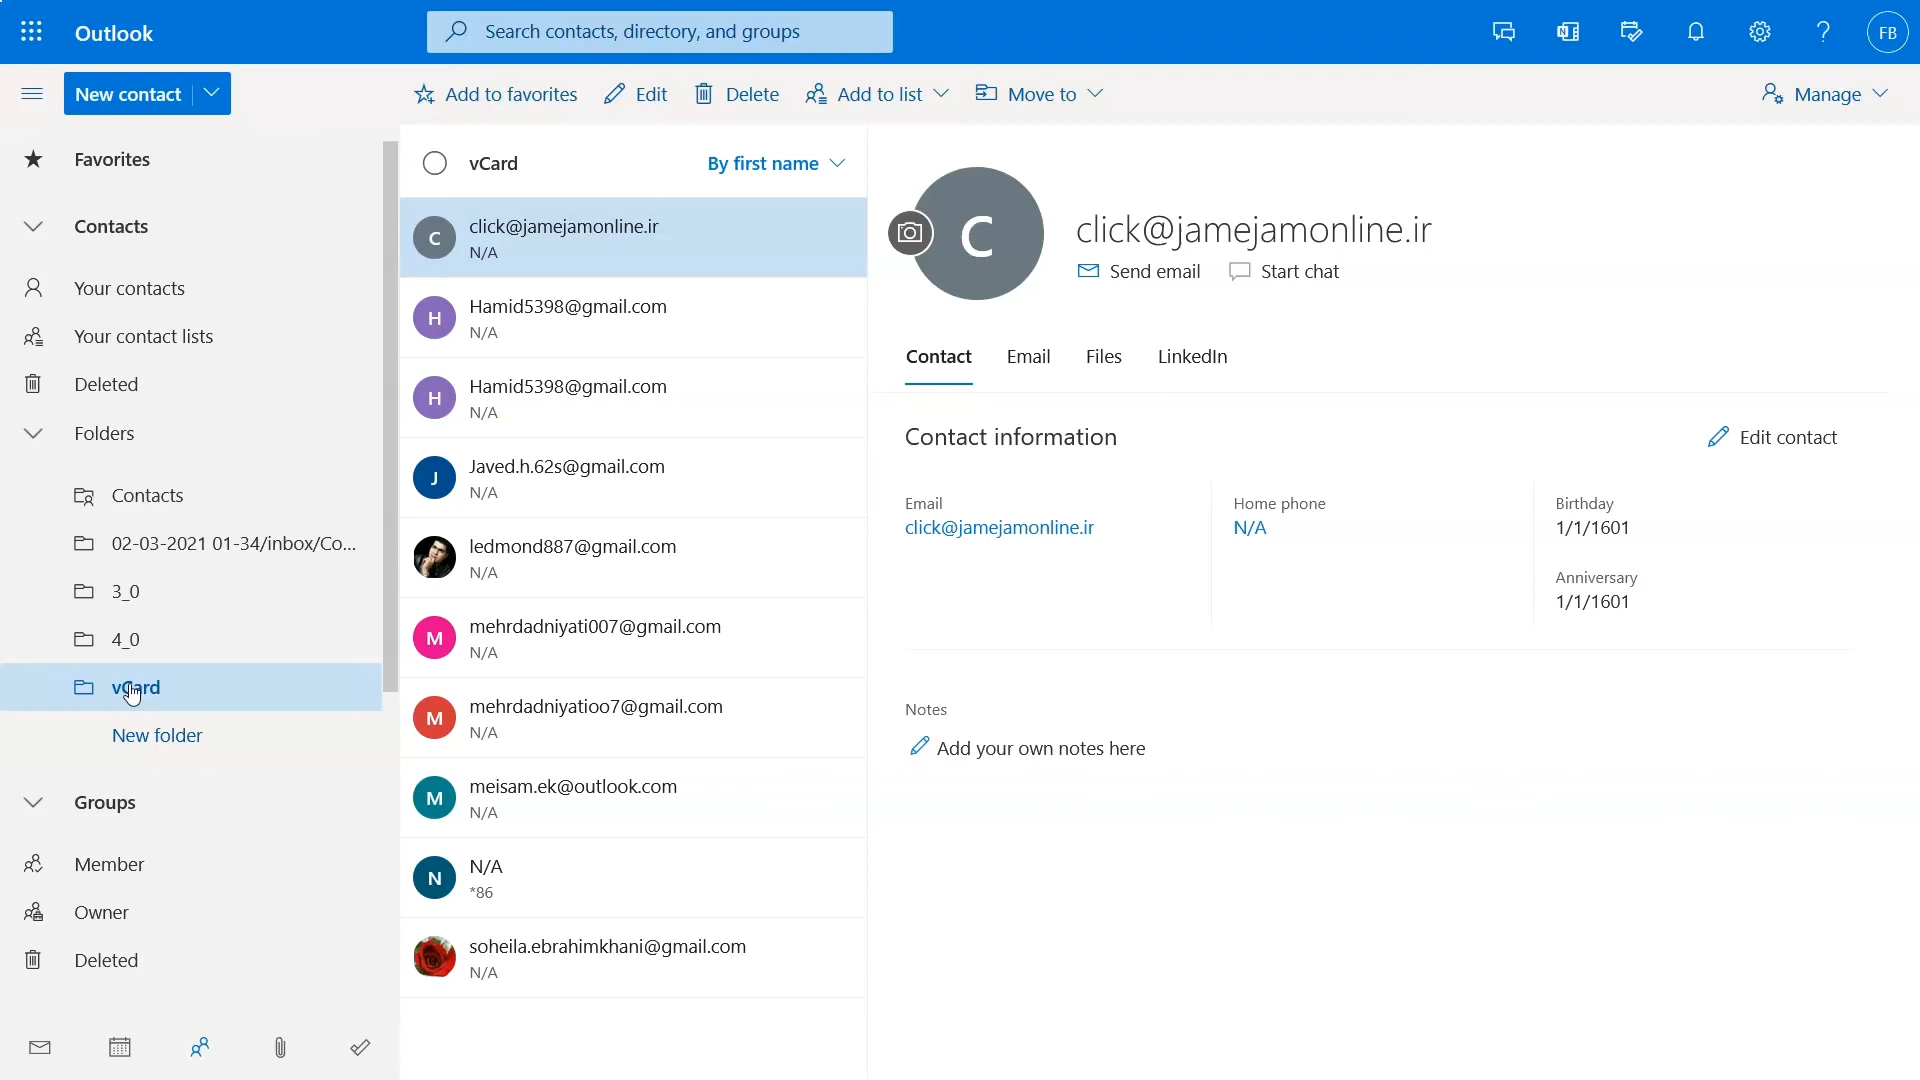 Outlook
Search contacts, directory, and groups
FB
New contact
Add to favorites
Edit
Delete
Add to list
Move to
Manage
Favorites
Contacts
Your contacts
Your contact lists
Deleted
Folders
Contacts
02-03-2021 01-34/inbox/Co...
3_0
4_0
vCard
New folder
Groups
Member
Owner
Deleted
vCard
By first name
C
click@jamejamonline.ir
N/A
H
Hamid5398@gmail.com
N/A
H
Hamid5398@gmail.com
N/A
J
Javed.h.62s@gmail.com
N/A
ledmond887@gmail.com
N/A
M
mehrdadniyati007@gmail.com
N/A
M
mehrdadniyatioo7@gmail.com
N/A
M
meisam.ek@outlook.com
N/A
N
N/A
*86
soheila.ebrahimkhani@gmail.com
N/A
C
click@jamejamonline.ir
Send email
Start chat
Contact
Email
Files
LinkedIn
Contact information
Edit contact
Email
click@jamejamonline.ir
Home phone
N/A
Birthday
1/1/1601
Anniversary
1/1/1601
Notes
Add your own notes here